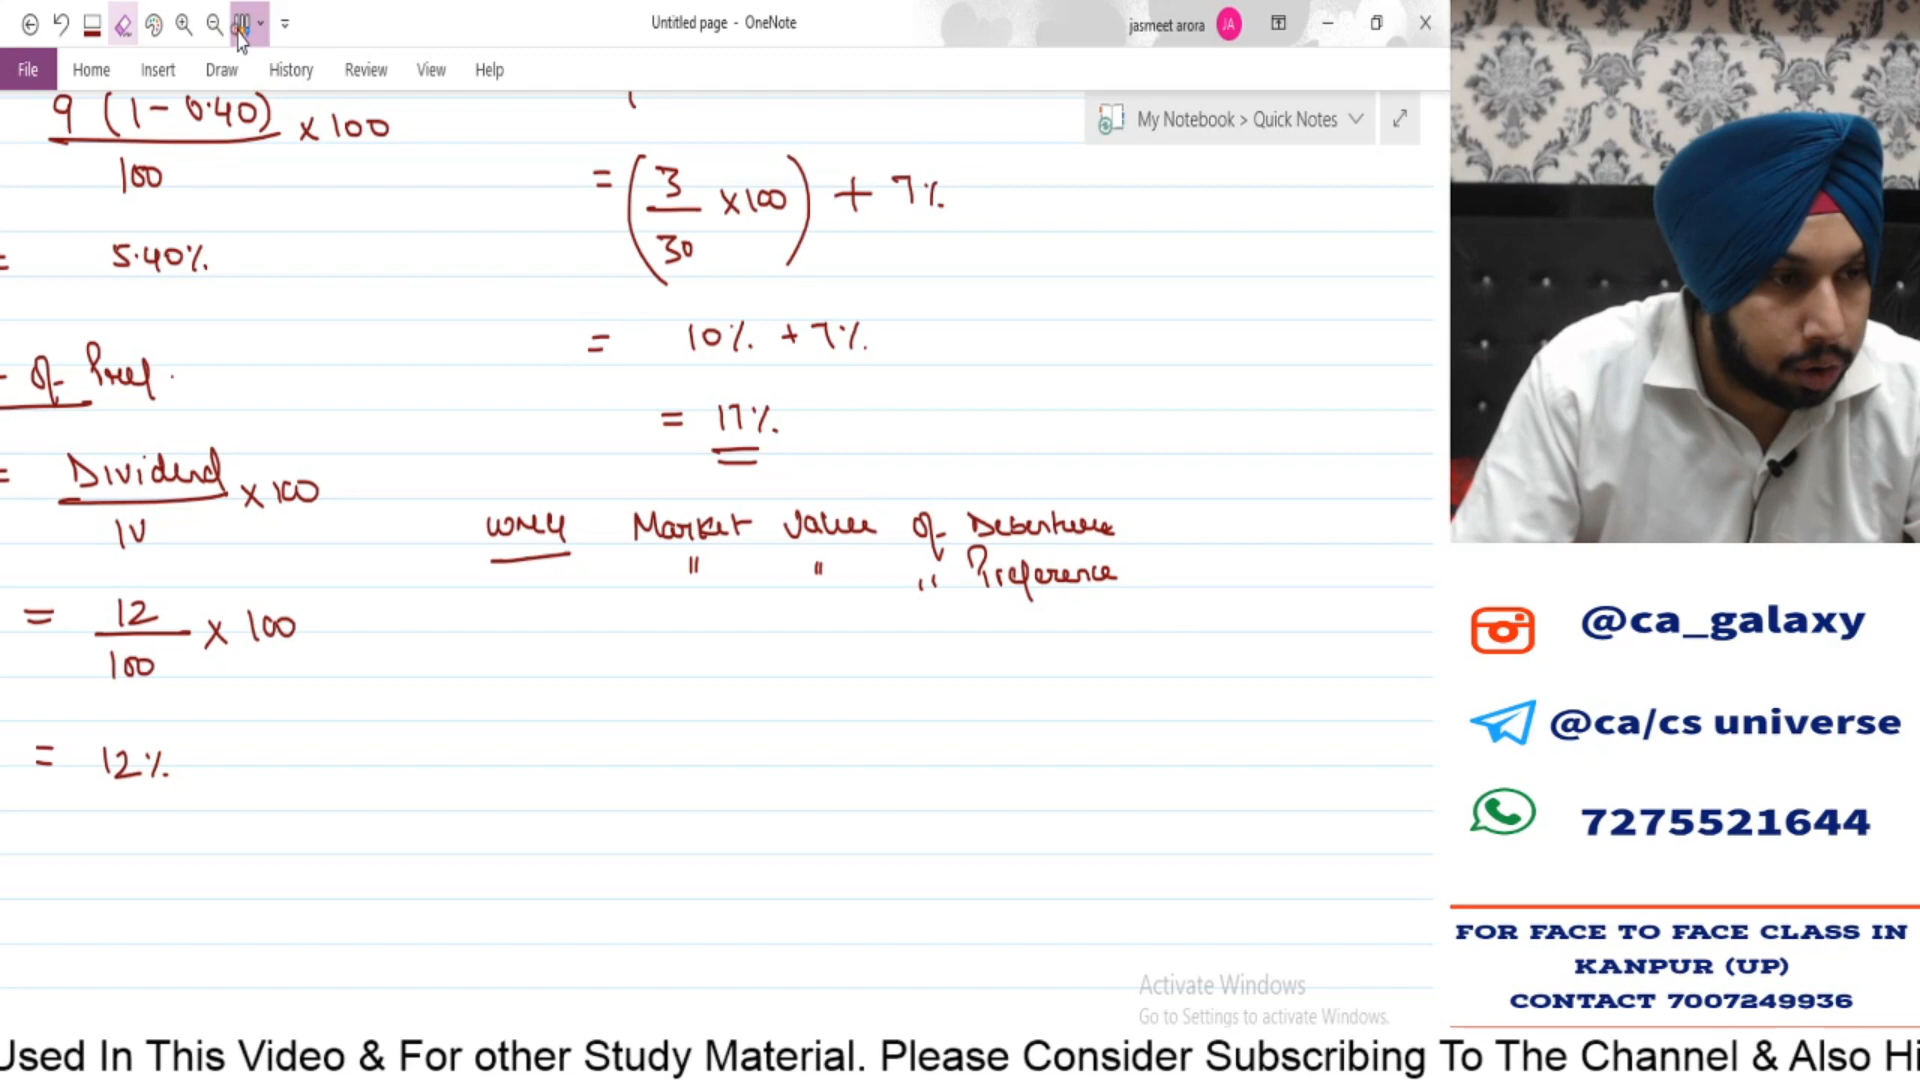 Untitled page - OneNote
jasmeet arora
JA
File Home Insert Draw History Review View Help
My Notebook > Quick Notes
9 (1 - 0.40)
100
x 100
5.40%
= (3/30 x100) + 7%
= 10% + 7%
= 17%
of Pref.
= Dividend
IV
x 100
= 12/100 x 100
= 12%
Market Value of Debenture
" " " Preference
@ca_galaxy
@ca/cs universe
7275521644
FOR FACE TO FACE CLASS IN
KANPUR (UP)
CONTACT 7007249936
Activate Windows
Go to Settings to activate Windows.
Used In This Video & For other Study Material. Please Consider Subscribing To The Channel & Also Hi